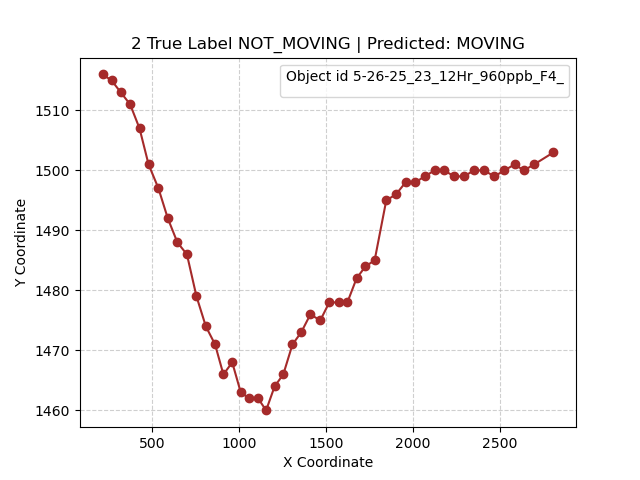 2 True Label NOT_MOVING | Predicted: MOVING
Object id 5-26-25_23_12Hr_960ppb_F4_
1510
1500
1490
1480
1470
1460
Y Coordinate
500
1000
1500
2000
2500
X Coordinate